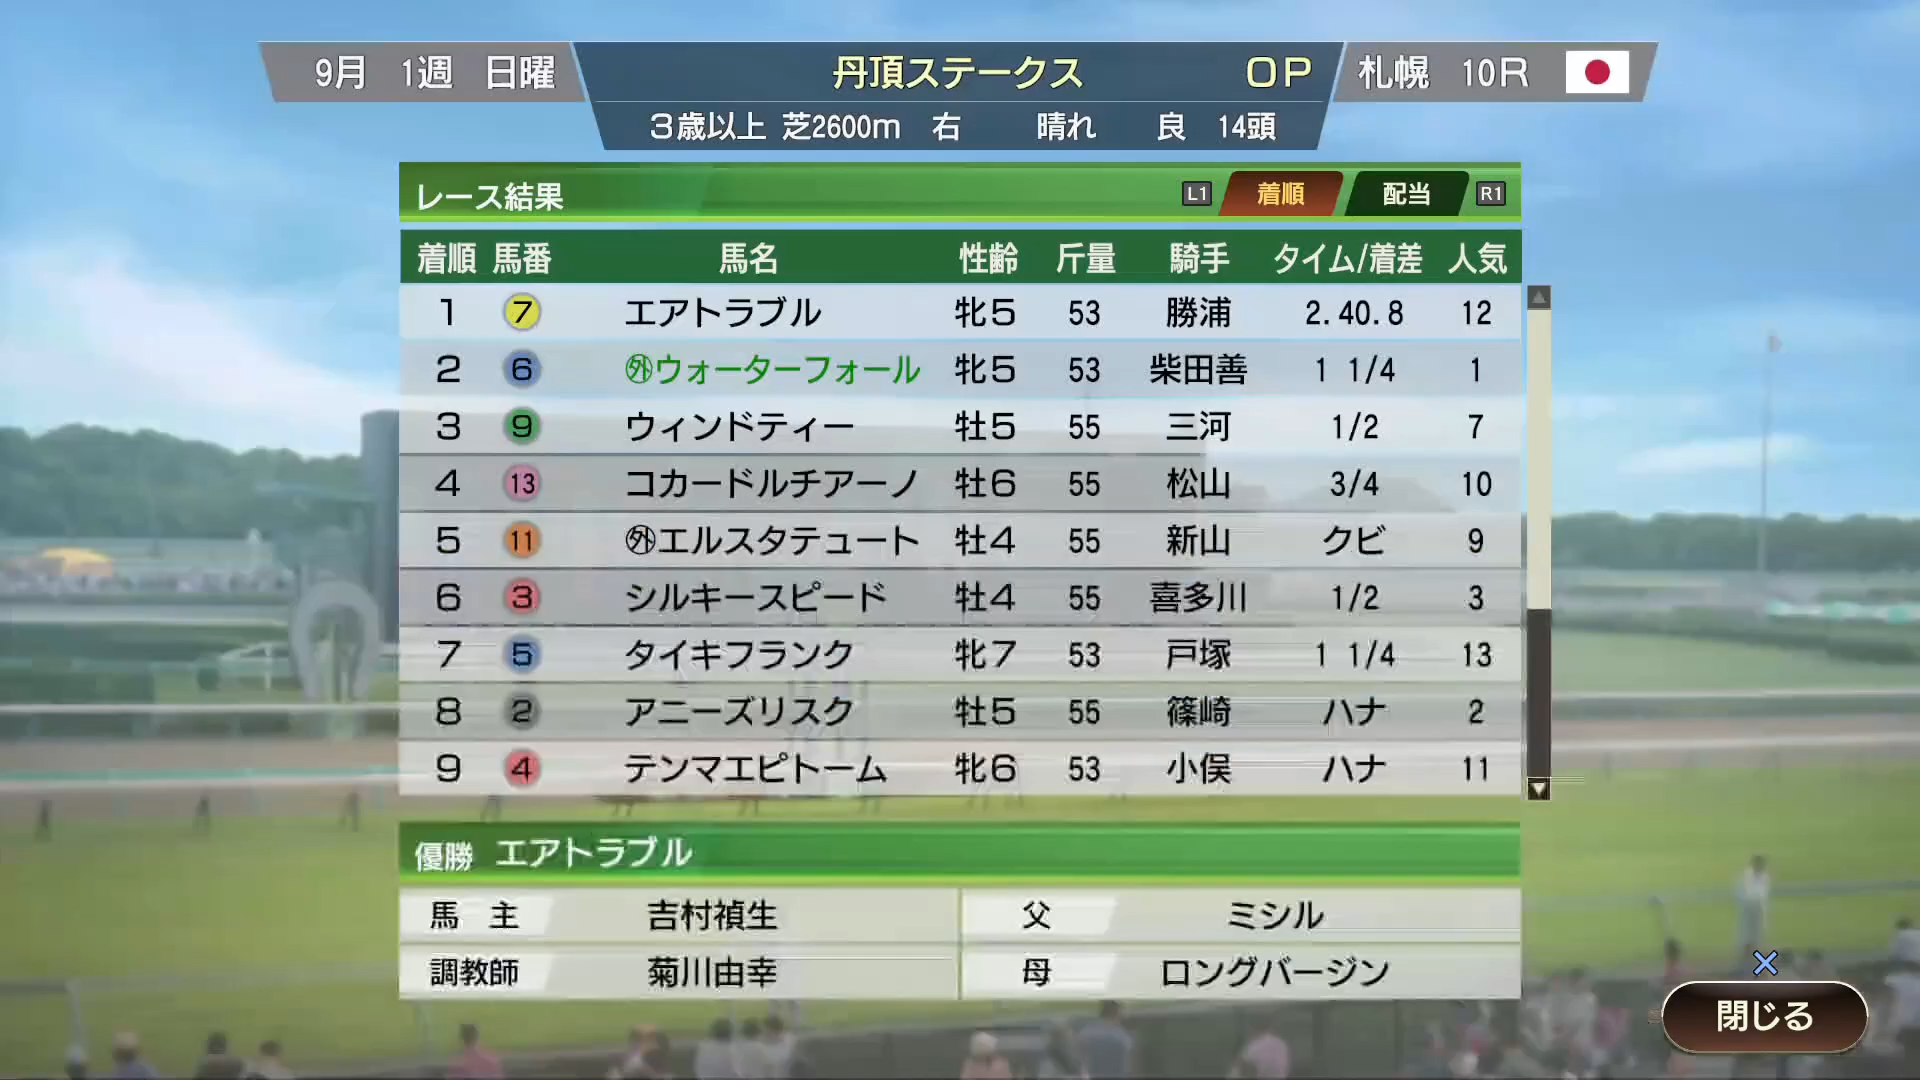 9月 1週 日曜 丹頂ステークス OP 札幌 10R
3歳以上 芝2600m 右 晴れ 良 14頭
レース結果 L1 着順 配当 R1
着順 馬番 馬名 性齢 斤量 騎手 タイム/着差 人気
1 7 エアトラブル 牝5 53 勝浦 2.40.8 12
2 6 ㊕ウォーターフォール 牝5 53 柴田善 1 1/4 1
3 9 ウィンドティー 牡5 55 三河 1/2 7
4 13 コカードルチアーノ 牡6 55 松山 3/4 10
5 11 外エルスタテュート 牡4 55 新山 クビ 9
6 3 シルキースピード 牡4 55 喜多川 1/2 3
7 5 タイキフランク 牝7 53 戸塚 1 1/4 13
8 2 アニーズリスク 牡5 55 篠崎 ハナ 2
9 4 テンマエピトーム 牝6 53 小俣 ハナ 11
優勝 エアトラブル
馬主 吉村禎生 父 ミシル
調教師 菊川由幸 母 ロングバージン
閉じる